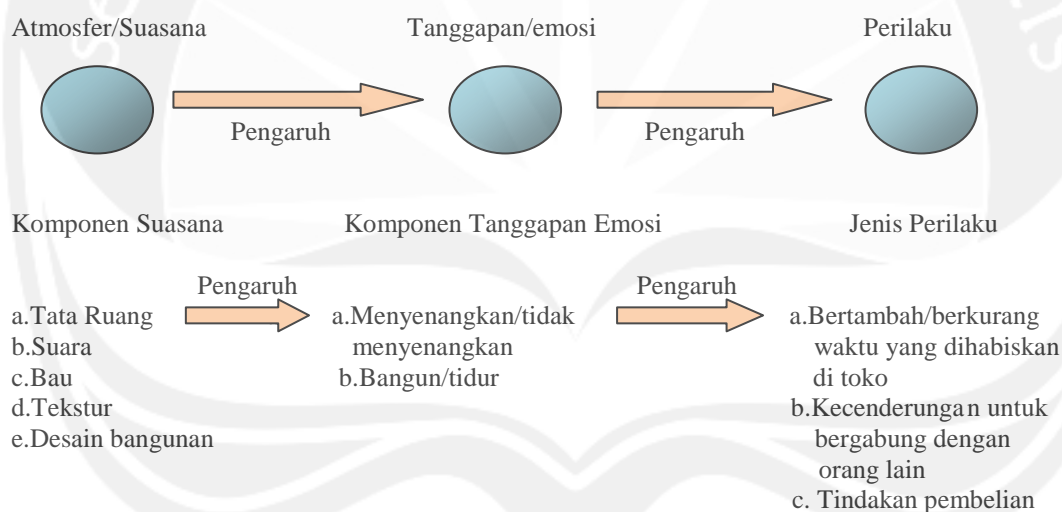 Atmosfer/Suasana Tanggapan/emosi Perilaku
Pengaruh Pengaruh
Komponen Suasana Komponen Tanggapan Emosi Jenis Perilaku
Pengaruh Pengaruh
a.Tata Ruang
b.Suara
c.Bau
d.Tekstur
e.Desain bangunan
a.Menyenangkan/tidak
menyenangkan
b.Bangun/tidur
a.Bertambah/berkurang
waktu yang dihabiskan
di toko
b.Kecenderungan untuk
bergabung dengan
orang lain
c. Tindakan pembelian